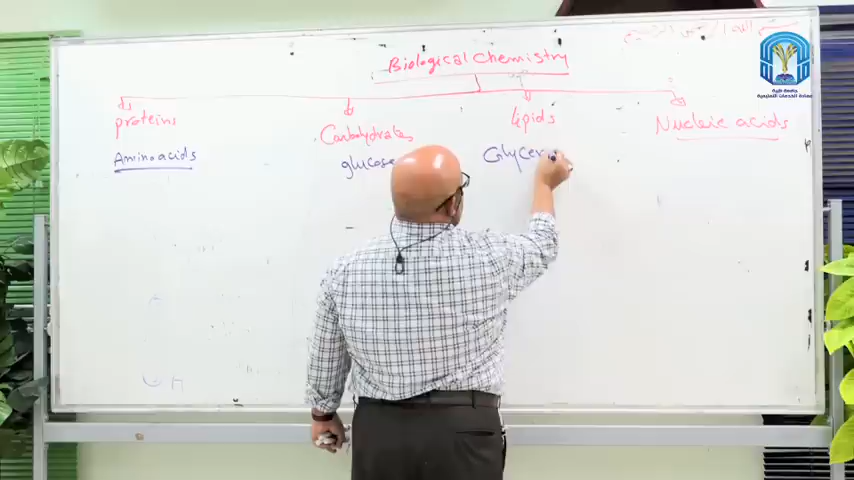 Biological Chemistry
proteins
Carbohydrates
lipids
Nucleic acids
Amino acids
glucose
Glycer